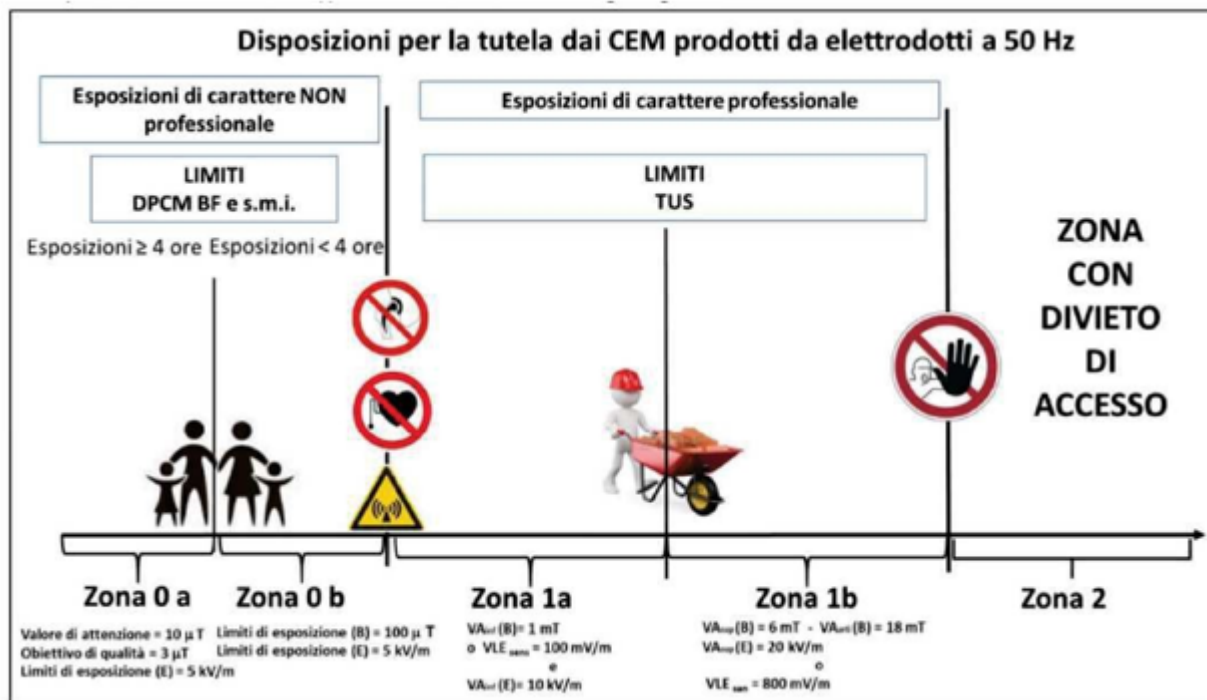 Disposizioni per la tutela dai CEM prodotti da elettrodotti a 50 Hz
Esposizioni di carattere NON
professionale
Esposizioni di carattere professionale
LIMITI
DPCM BF e s.m.i.
LIMITI
TUS
Esposizioni ≥ 4 ore Esposizioni < 4 ore
ZONA
CON
DIVIETO
DI
ACCESSO
Zona 0 a
Zona 0 b
Zona 1a
Zona 1b
Zona 2
Valore di attenzione = 10 µ T
Obiettivo di qualità = 3 µT
Limiti di esposizione (E) = 5 kV/m
Limiti di esposizione (B) = 100 µ T
Limiti di esposizione (E) = 5 kV/m
VAinf (B)= 1 mT
o VLE sens = 100 mV/m
e
VAinf (E)= 10 kV/m
VAsup (B) = 6 mT - VAarti (B) = 18 mT
VAsup (E) = 20 kV/m
o
VLE san = 800 mV/m